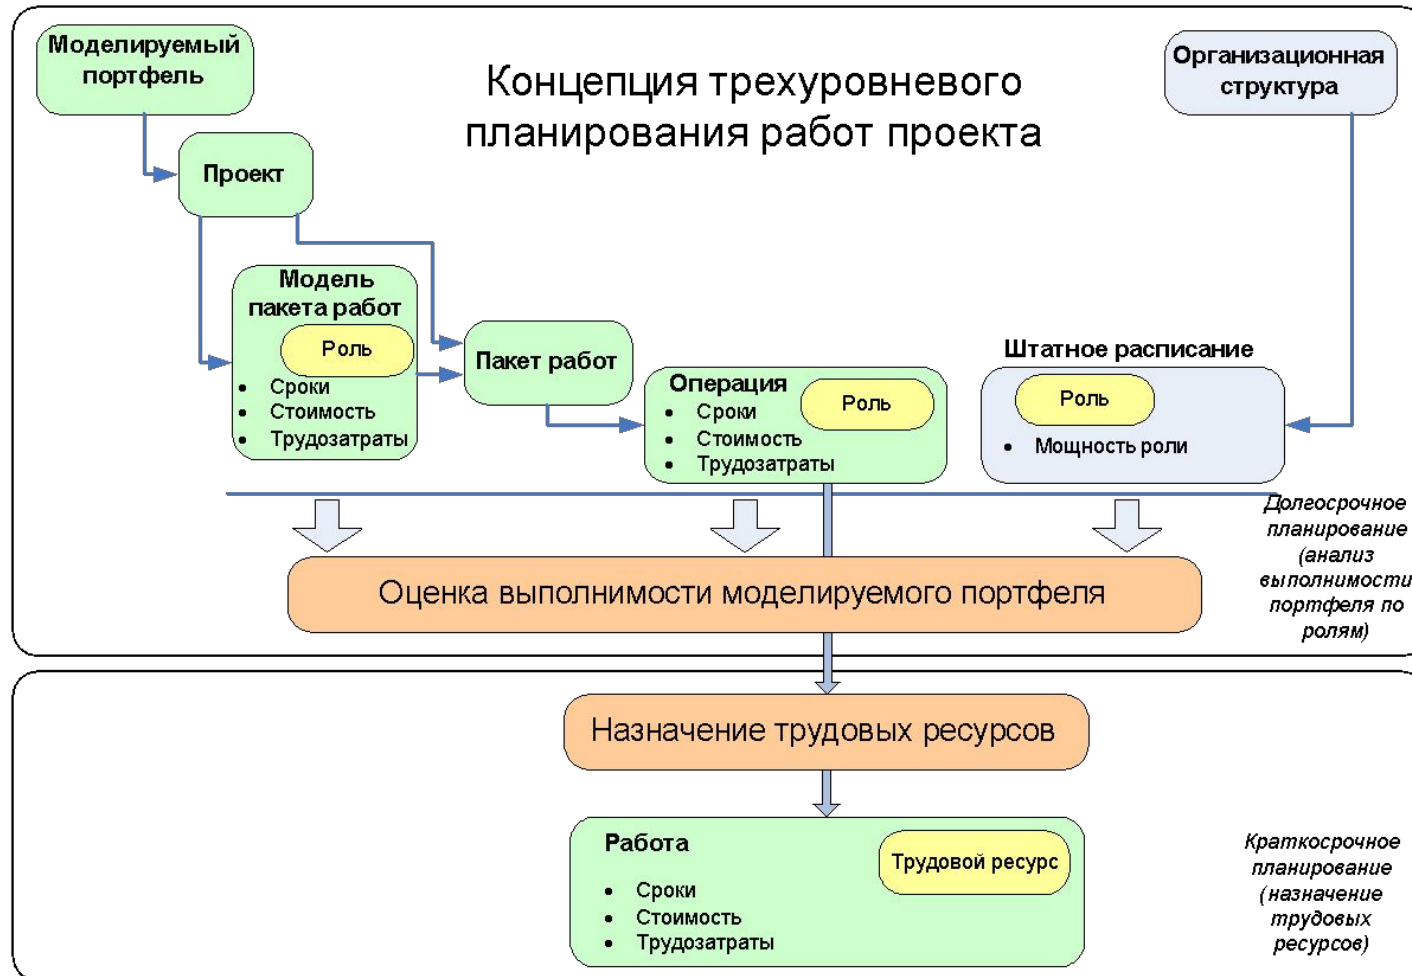 Моделируемый
портфель
Концепция трехуровневого
планирования работ проекта
Организационная
структура
Проект
Модель
пакета работ
Роль
• Сроки
• Стоимость
• Трудозатраты
Пакет работ
Операция
Роль
• Сроки
• Стоимость
• Трудозатраты
Штатное расписание
Роль
• Мощность роли
Долгосрочное
планирование
(анализ
выполнимости
портфеля по
ролям)
Оценка выполнимости моделируемого портфеля
Назначение трудовых ресурсов
Работа
Трудовой ресурс
• Сроки
• Стоимость
• Трудозатраты
Краткосрочное
планирование
(назначение
трудовых
ресурсов)